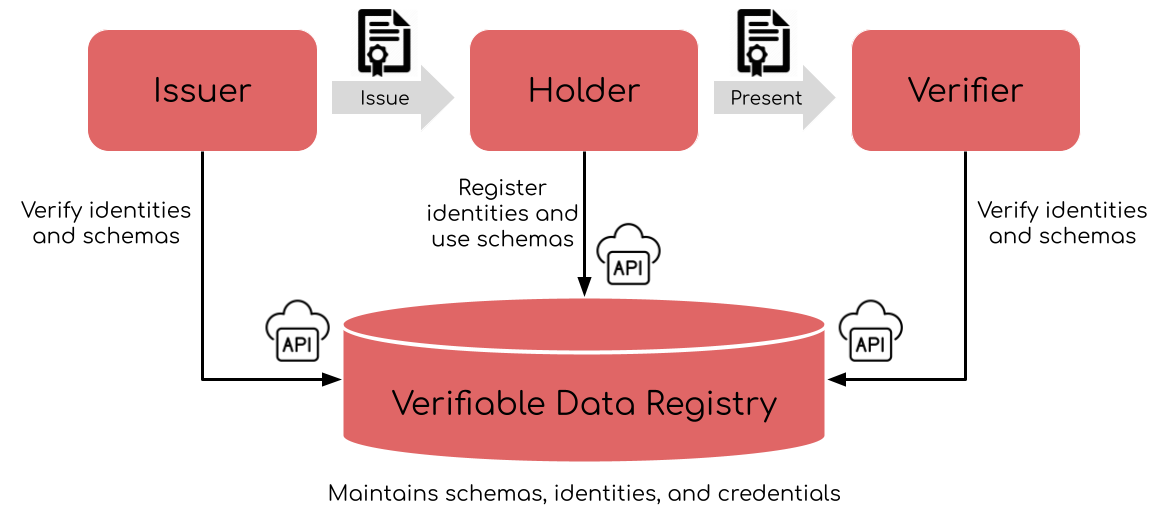 Issuer
Issue
Holder
Present
Verifier
Verify identities
and schemas
Register
identities and
use schemas
Verify identities
and schemas
API
API
API
Verifiable Data Registry
Maintains schemas, identities, and credentials